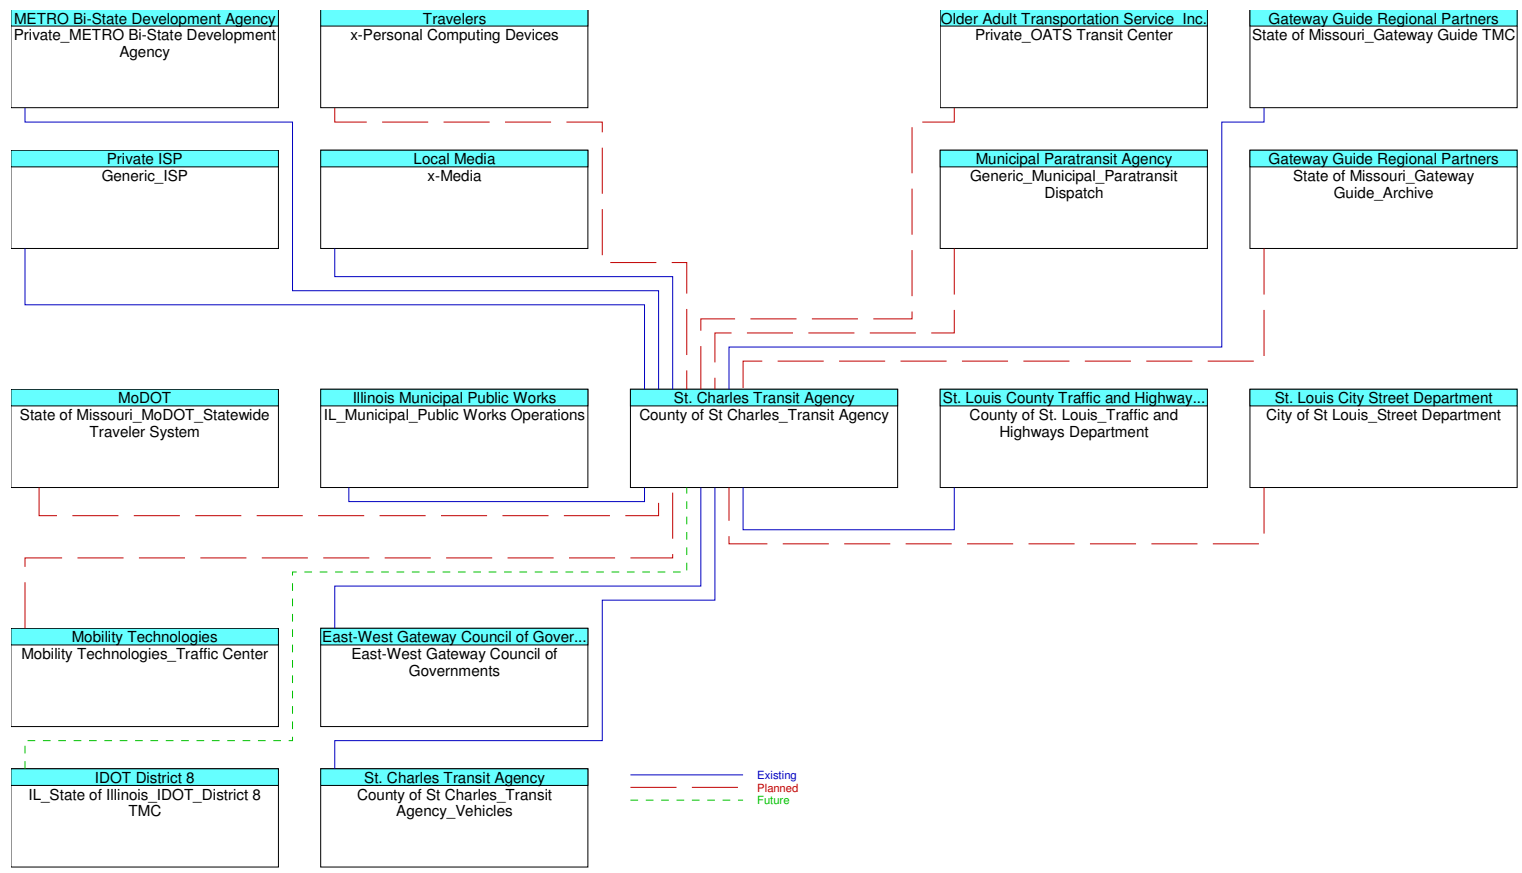 METRO Bi-State Development Agency
Private_METRO Bi-State Development
Agency
Travelers
x-Personal Computing Devices
Older Adult Transportation Service  Inc.
Private_OATS Transit Center
Gateway Guide Regional Partners
State of Missouri_Gateway Guide TMC
Private ISP
Generic_ISP
Local Media
x-Media
Municipal Paratransit Agency
Generic_Municipal_Paratransit
Dispatch
Gateway Guide Regional Partners
State of Missouri_Gateway
Guide_Archive
MoDOT
State of Missouri_MoDOT_Statewide
Traveler System
Illinois Municipal Public Works
IL_Municipal_Public Works Operations
St. Charles Transit Agency
County of St Charles_Transit Agency
St. Louis County Traffic and Highway...
County of St. Louis_Traffic and
Highways Department
St. Louis City Street Department
City of St Louis_Street Department
Mobility Technologies
Mobility Technologies_Traffic Center
East-West Gateway Council of Gover...
East-West Gateway Council of
Governments
IDOT District 8
IL_State of Illinois_IDOT_District 8
TMC
St. Charles Transit Agency
County of St Charles_Transit
Agency_Vehicles
Existing
Planned
Future